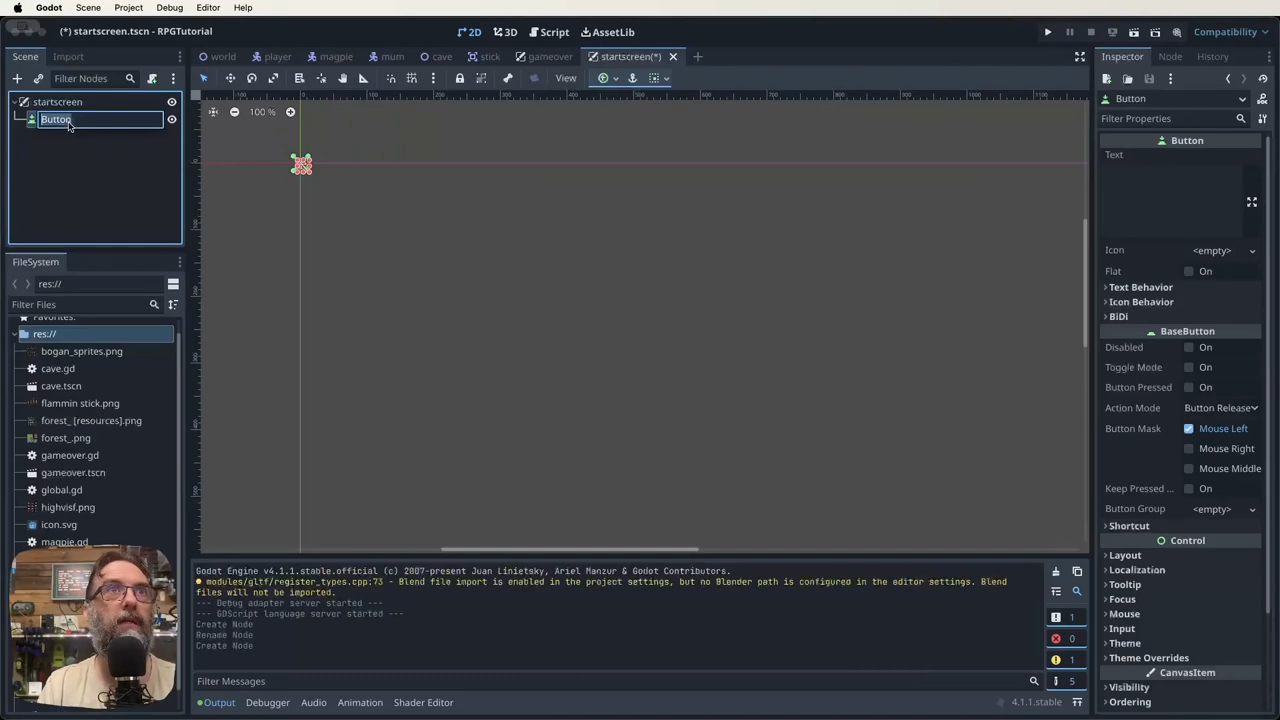 Godot Scene Project Debug Editor Help
(*) startscreen.tscn - RPGTutorial
2D 3D Script AssetLib
Compatibility
Scene Import
world player magpie mum cave stick gameover startscreen(*)
Inspector Node History
Filter Nodes
View
startscreen
Button
100 %
Button
Filter Properties
Button
Text
Icon <empty>
Flat On
Text Behavior
Icon Behavior
BiDi
BaseButton
Disabled On
Toggle Mode On
Button Pressed On
Action Mode Button Release
Button Mask Mouse Left
Mouse Right
Mouse Middle
Keep Pressed ... On
Button Group <empty>
Shortcut
Control
Layout
Localization
Tooltip
Focus
Mouse
Input
Theme
Theme Overrides
CanvasItem
Visibility
Ordering
FileSystem
res://
Filter Files
Favorites:
res://
bogan_sprites.png
cave.gd
cave.tscn
flammin stick.png
forest_ [resources].png
forest_.png
gameover.gd
gameover.tscn
global.gd
highvisf.png
icon.svg
magpie.gd
Godot Engine v4.1.1.stable.official (c) 2007-present Juan Linietsky, Ariel Manzur & Godot Contributors.
modules/gltf/register_types.cpp:73 - Blend file import is enabled in the project settings, but no Blender path is configured in the editor settings. Blend
files will not be imported.
--- Debug adapter server started ---
--- GDScript language server started ---
Create Node
Rename Node
Create Node
1
0
1
5
Filter Messages
Output Debugger Audio Animation Shader Editor
4.1.1.stable